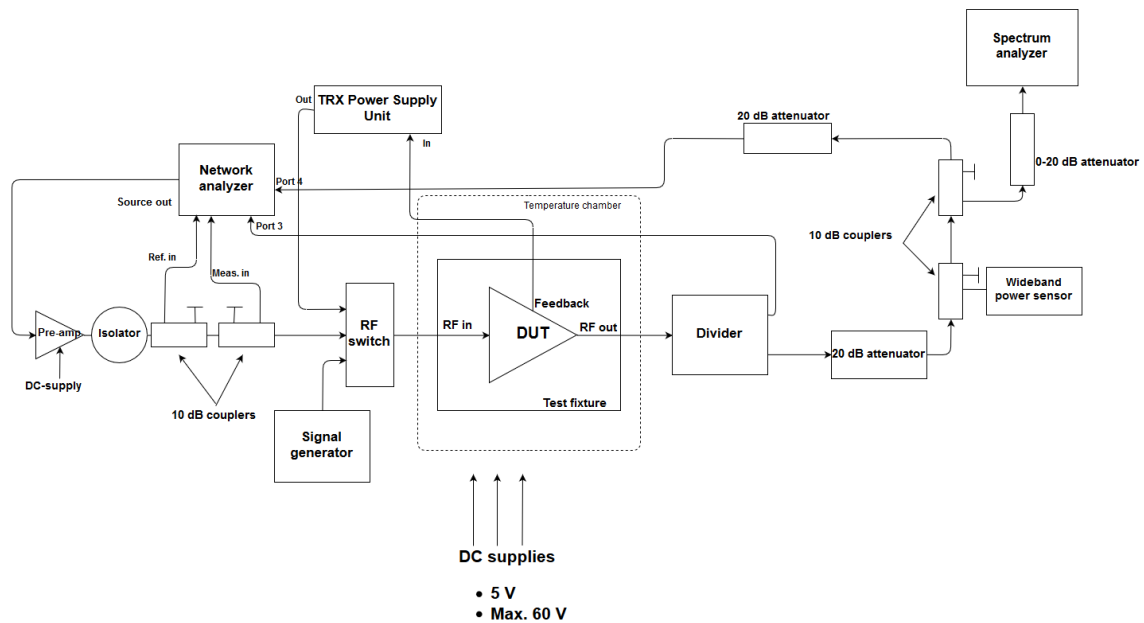 Spectrum
analyzer
Out
TRX Power Supply
Unit
In
20 dB attenuator
0-20 dB attenuator
Network
analyzer
Port 4
Source out
Temperature chamber
Port 3
10 dB couplers
Ref. in
Meas. in
Wideband
power sensor
Pre-amp
Isolator
RF
switch
RF in
Feedback
DUT
RF out
Divider
20 dB attenuator
DC-supply
10 dB couplers
Test fixture
Signal
generator
DC supplies
• 5 V
• Max. 60 V